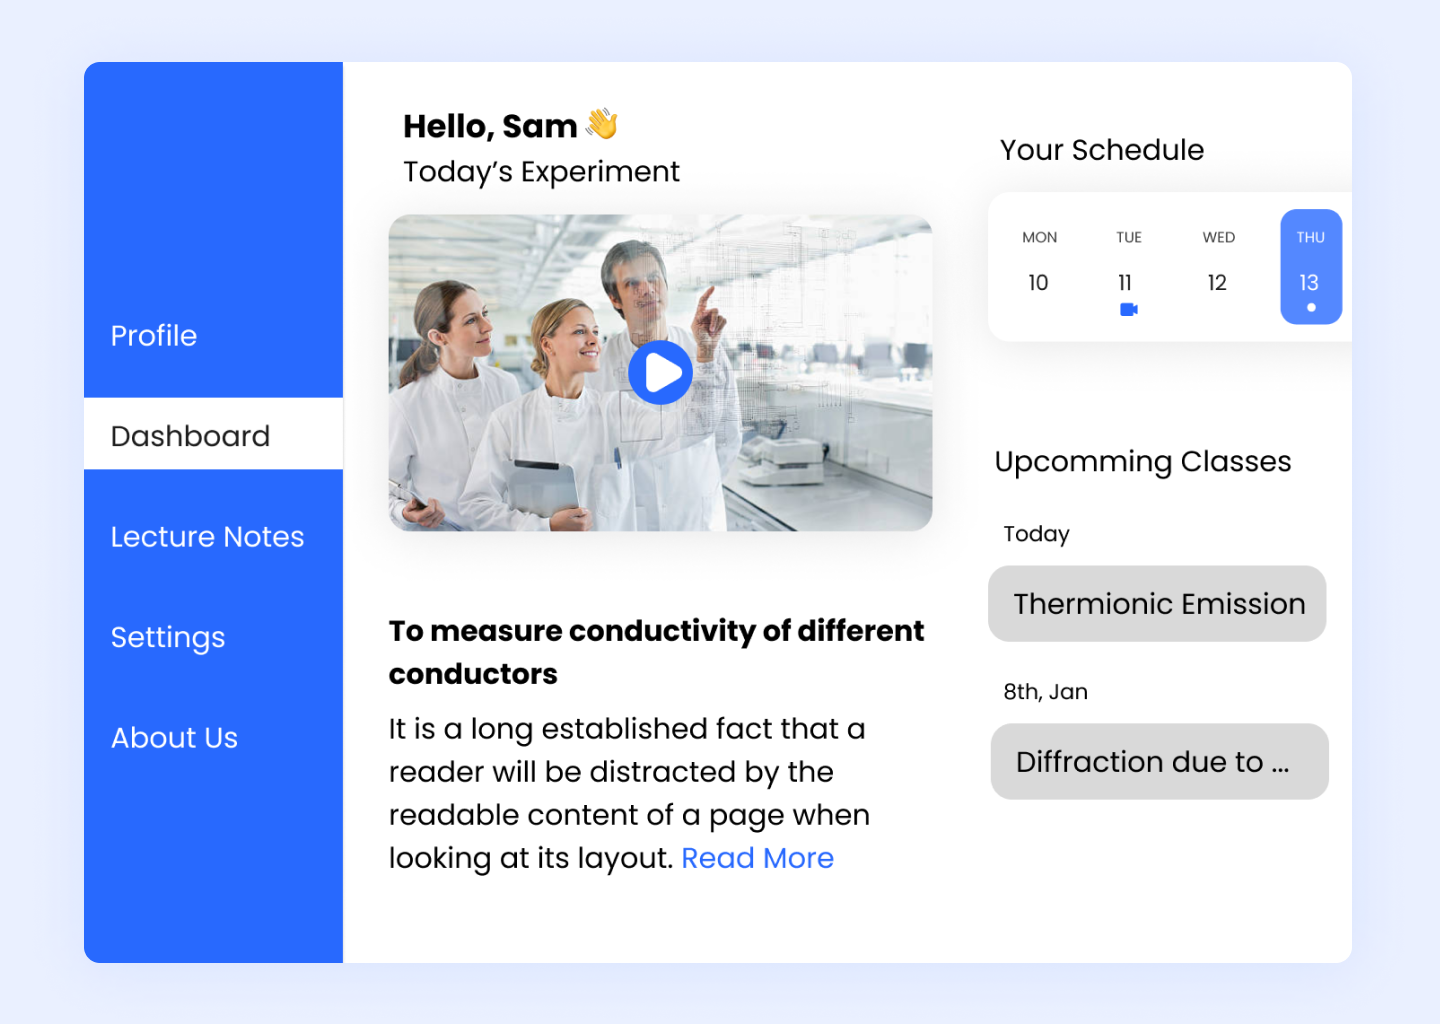 Profile
Dashboard
Lecture Notes
Settings
About Us
Hello, Sam 👋
Today’s Experiment
To measure conductivity of different
conductors
It is a long established fact that a
reader will be distracted by the
readable content of a page when
looking at its layout. Read More
Your Schedule
MON TUE WED THU
10 11 12 13
Upcomming Classes
Today
Thermionic Emission
8th, Jan
Diffraction due to ...